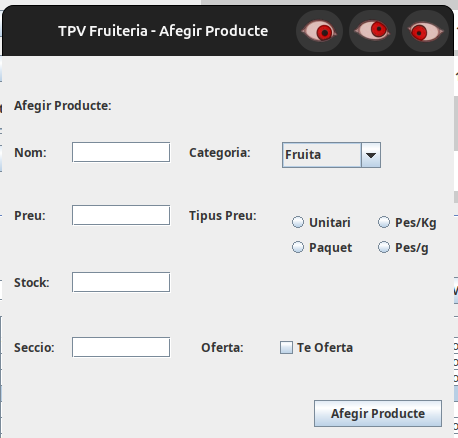 TPV Fruiteria - Afegir Producte
Afegir Producte:
Nom: Categoria: Fruita
Preu: Tipus Preu: Unitari Pes/Kg
Paquet Pes/g
Stock:
Seccio: Oferta: Te Oferta
Afegir Producte